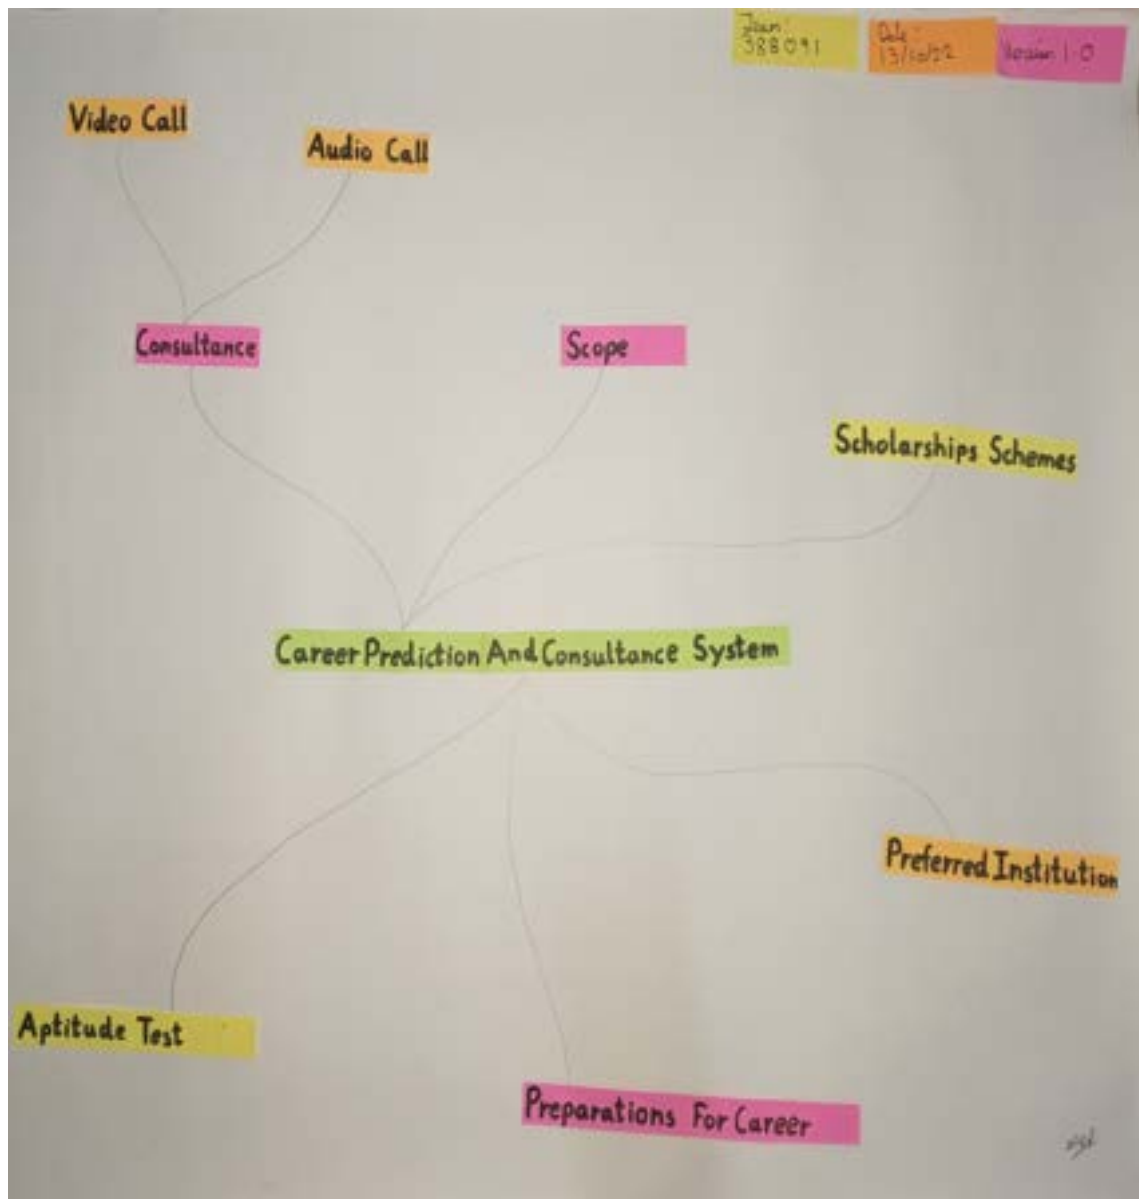 Team:
388091
Date:
13/10/22
Version 1.0
Video Call
Audio Call
Consultance
Scope
Scholarships Schemes
Career Prediction And Consultance System
Preferred Institution
Aptitude Test
Preparations For Career